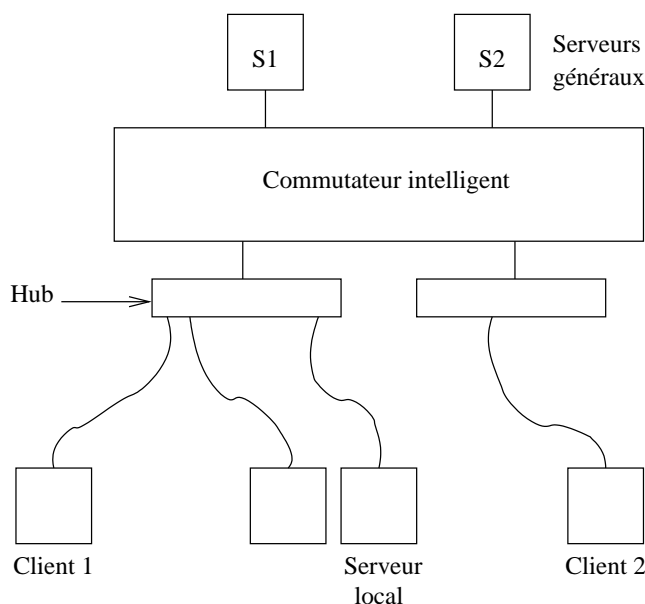 S1
S2
Serveurs
généraux
Commutateur intelligent
Hub
Client 1
Serveur
local
Client 2